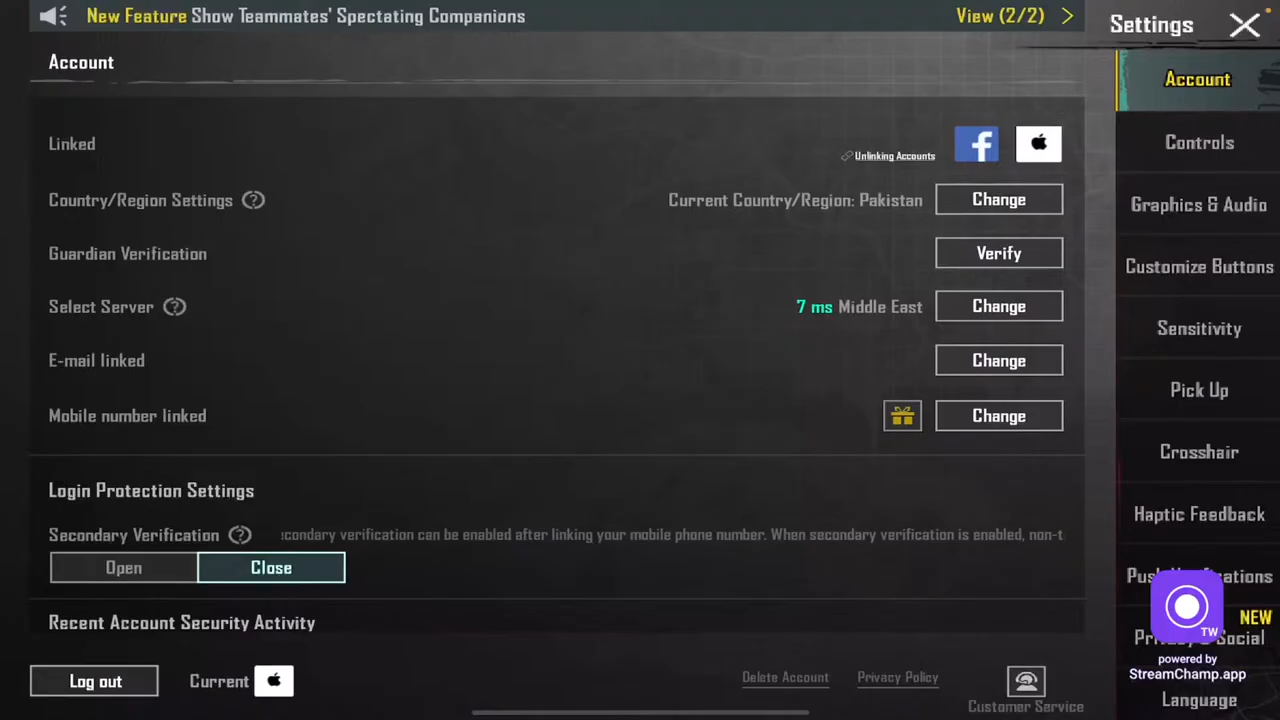 New Feature Show Teammates' Spectating Companions
View (2/2)
Settings
Account
Account
Linked
Unlinking Accounts
Controls
Country/Region Settings
Current Country/Region: Pakistan
Change
Graphics & Audio
Guardian Verification
Verify
Customize Buttons
Select Server
7 ms Middle East
Change
Sensitivity
E-mail linked
Change
Pick Up
Mobile number linked
Change
Crosshair
Login Protection Settings
Haptic Feedback
Secondary Verification
condary verification can be enabled after linking your mobile phone number. When secondary verification is enabled, non-t
Open
Close
TW
NEW
Recent Account Security Activity
powered by
StreamChamp.app
Log out
Current
Delete Account
Privacy Policy
Customer Service
Language